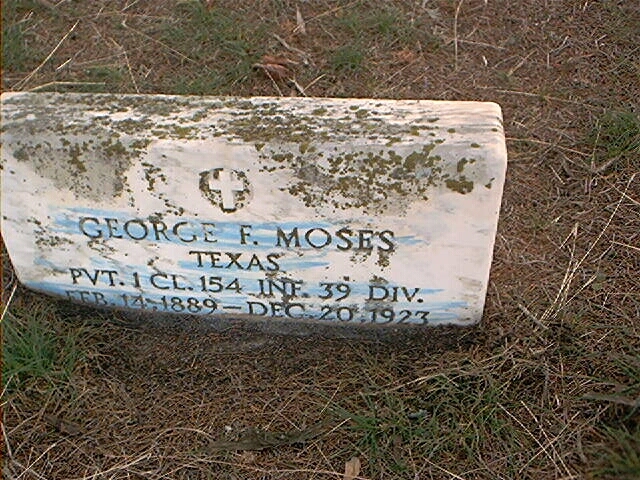 GEORGE F. MOSES
TEXAS
PVT. 1 CL. 154 INF. 39 DIV.
FEB. 14, 1889 — DEC. 20, 1923